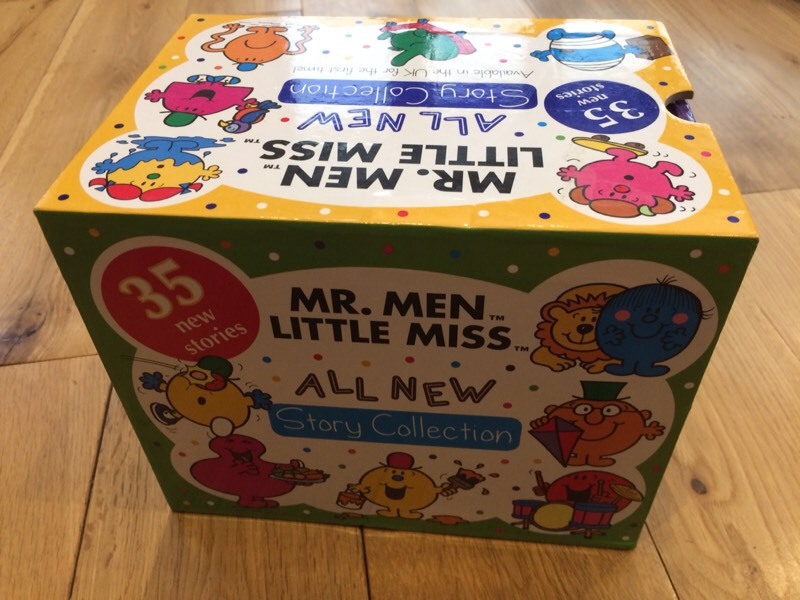 Available in the UK for the first time!
Story Collection
ALL NEW
MR. MEN™
LITTLE MISS™
35
new
stories
35
new
stories
MR. MEN™
LITTLE MISS™
ALL NEW
Story Collection